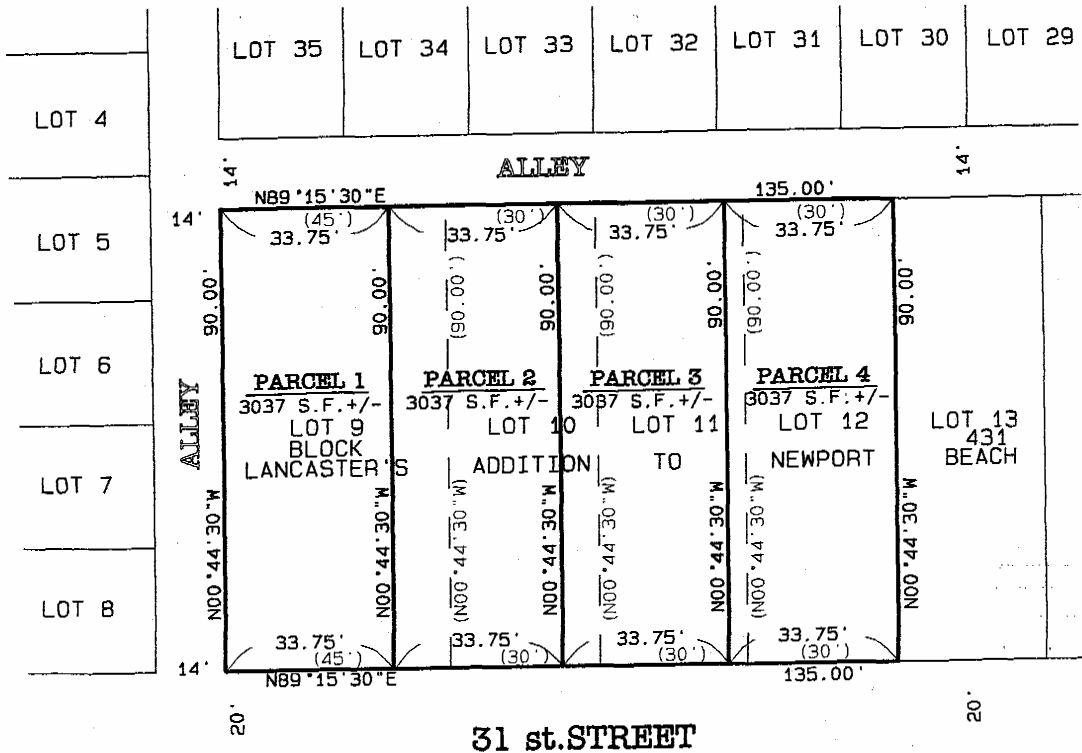 LOT 35 LOT 34 LOT 33 LOT 32 LOT 31 LOT 30 LOT 29
LOT 4
14'
ALLEY
14'
N89°15'30"E
135.00'
14'
(45') (30') (30') (30')
33.75' 33.75' 33.75' 33.75'
LOT 5
90.00' 90.00' (90.00') 90.00' (90.00') 90.00' (90.00') 90.00'
LOT 6
ALLEY
PARCEL 1 PARCEL 2 PARCEL 3 PARCEL 4
3037 S.F.+/- 3037 S.F.+/- 3037 S.F.+/- 3037 S.F.+/-
LOT 9 LOT 10 LOT 11 LOT 12 LOT 13
BLOCK 431
LANCASTER'S ADDITION TO NEWPORT BEACH
LOT 7
N00°44'30"W N00°44'30"W (N00°44'30"W) N00°44'30"W (N00°44'30"W) N00°44'30"W (N00°44'30"W) N00°44'30"W
LOT 8
33.75' 33.75' 33.75' 33.75'
(45') (30') (30') (30')
14'
N89°15'30"E
135.00'
20'
20'
31 st.STREET